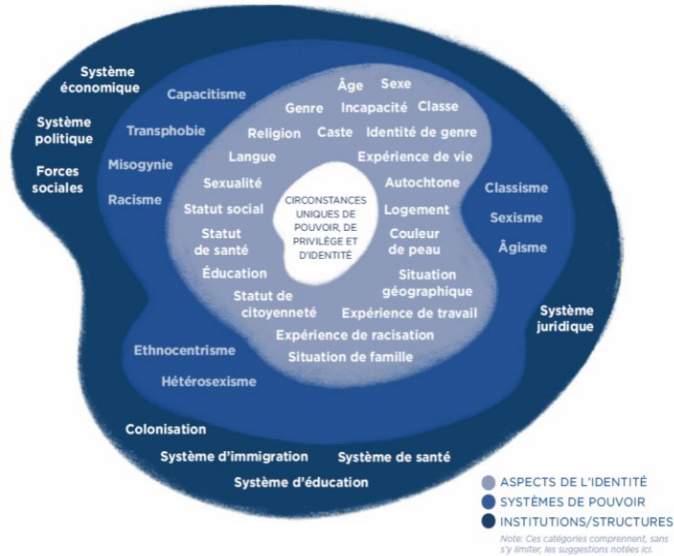 Système
économique
Système
politique
Forces
sociales
Capacitisme
Transphobie
Misogynie
Racisme
Âge
Sexe
Genre
Incapacité
Classe
Religion
Caste
Identité de genre
Langue
Expérience de vie
Sexualité
Autochtone
Statut social
Logement
Statut
de santé
Couleur
de peau
Éducation
Situation
géographique
Statut de
citoyenneté
Expérience de travail
Expérience de racisation
Situation de famille
CIRCONSTANCES
UNIQUES DE
POUVOIR, DE
PRIVILÈGE ET
D'IDENTITÉ
Classisme
Sexisme
Âgisme
Système
juridique
Ethnocentrisme
Hétérosexisme
Colonisation
Système d'immigration
Système de santé
Système d'éducation
ASPECTS DE L'IDENTITÉ
SYSTÈMES DE POUVOIR
INSTITUTIONS/STRUCTURES
Note: Ces catégories comprennent, sans
s'y limiter, les suggestions notées ici.